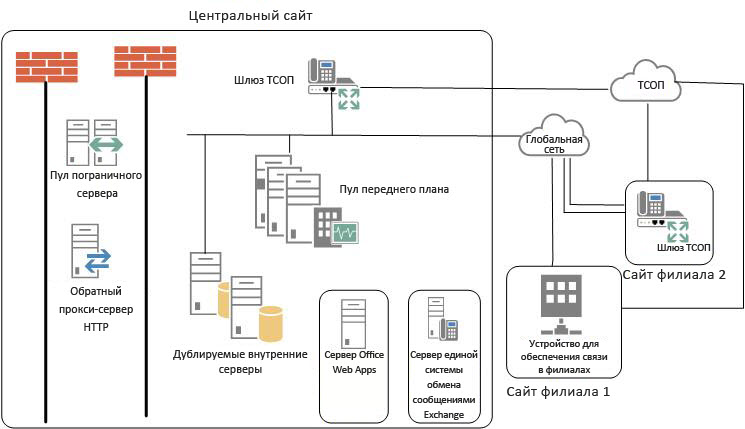 Центральный сайт
Шлюз ТСОП
ТСОП
Глобальная
сеть
Пул пограничного
сервера
Пул переднего плана
Шлюз ТСОП
Сайт филиала 2
Обратный
прокси-сервер
HTTP
Дублируемые внутренние
серверы
Сервер Office
Web Apps
Сервер единой
системы
обмена
сообщениями
Exchange
Устройство для
обеспечения связи
в филиалах
Сайт филиала 1